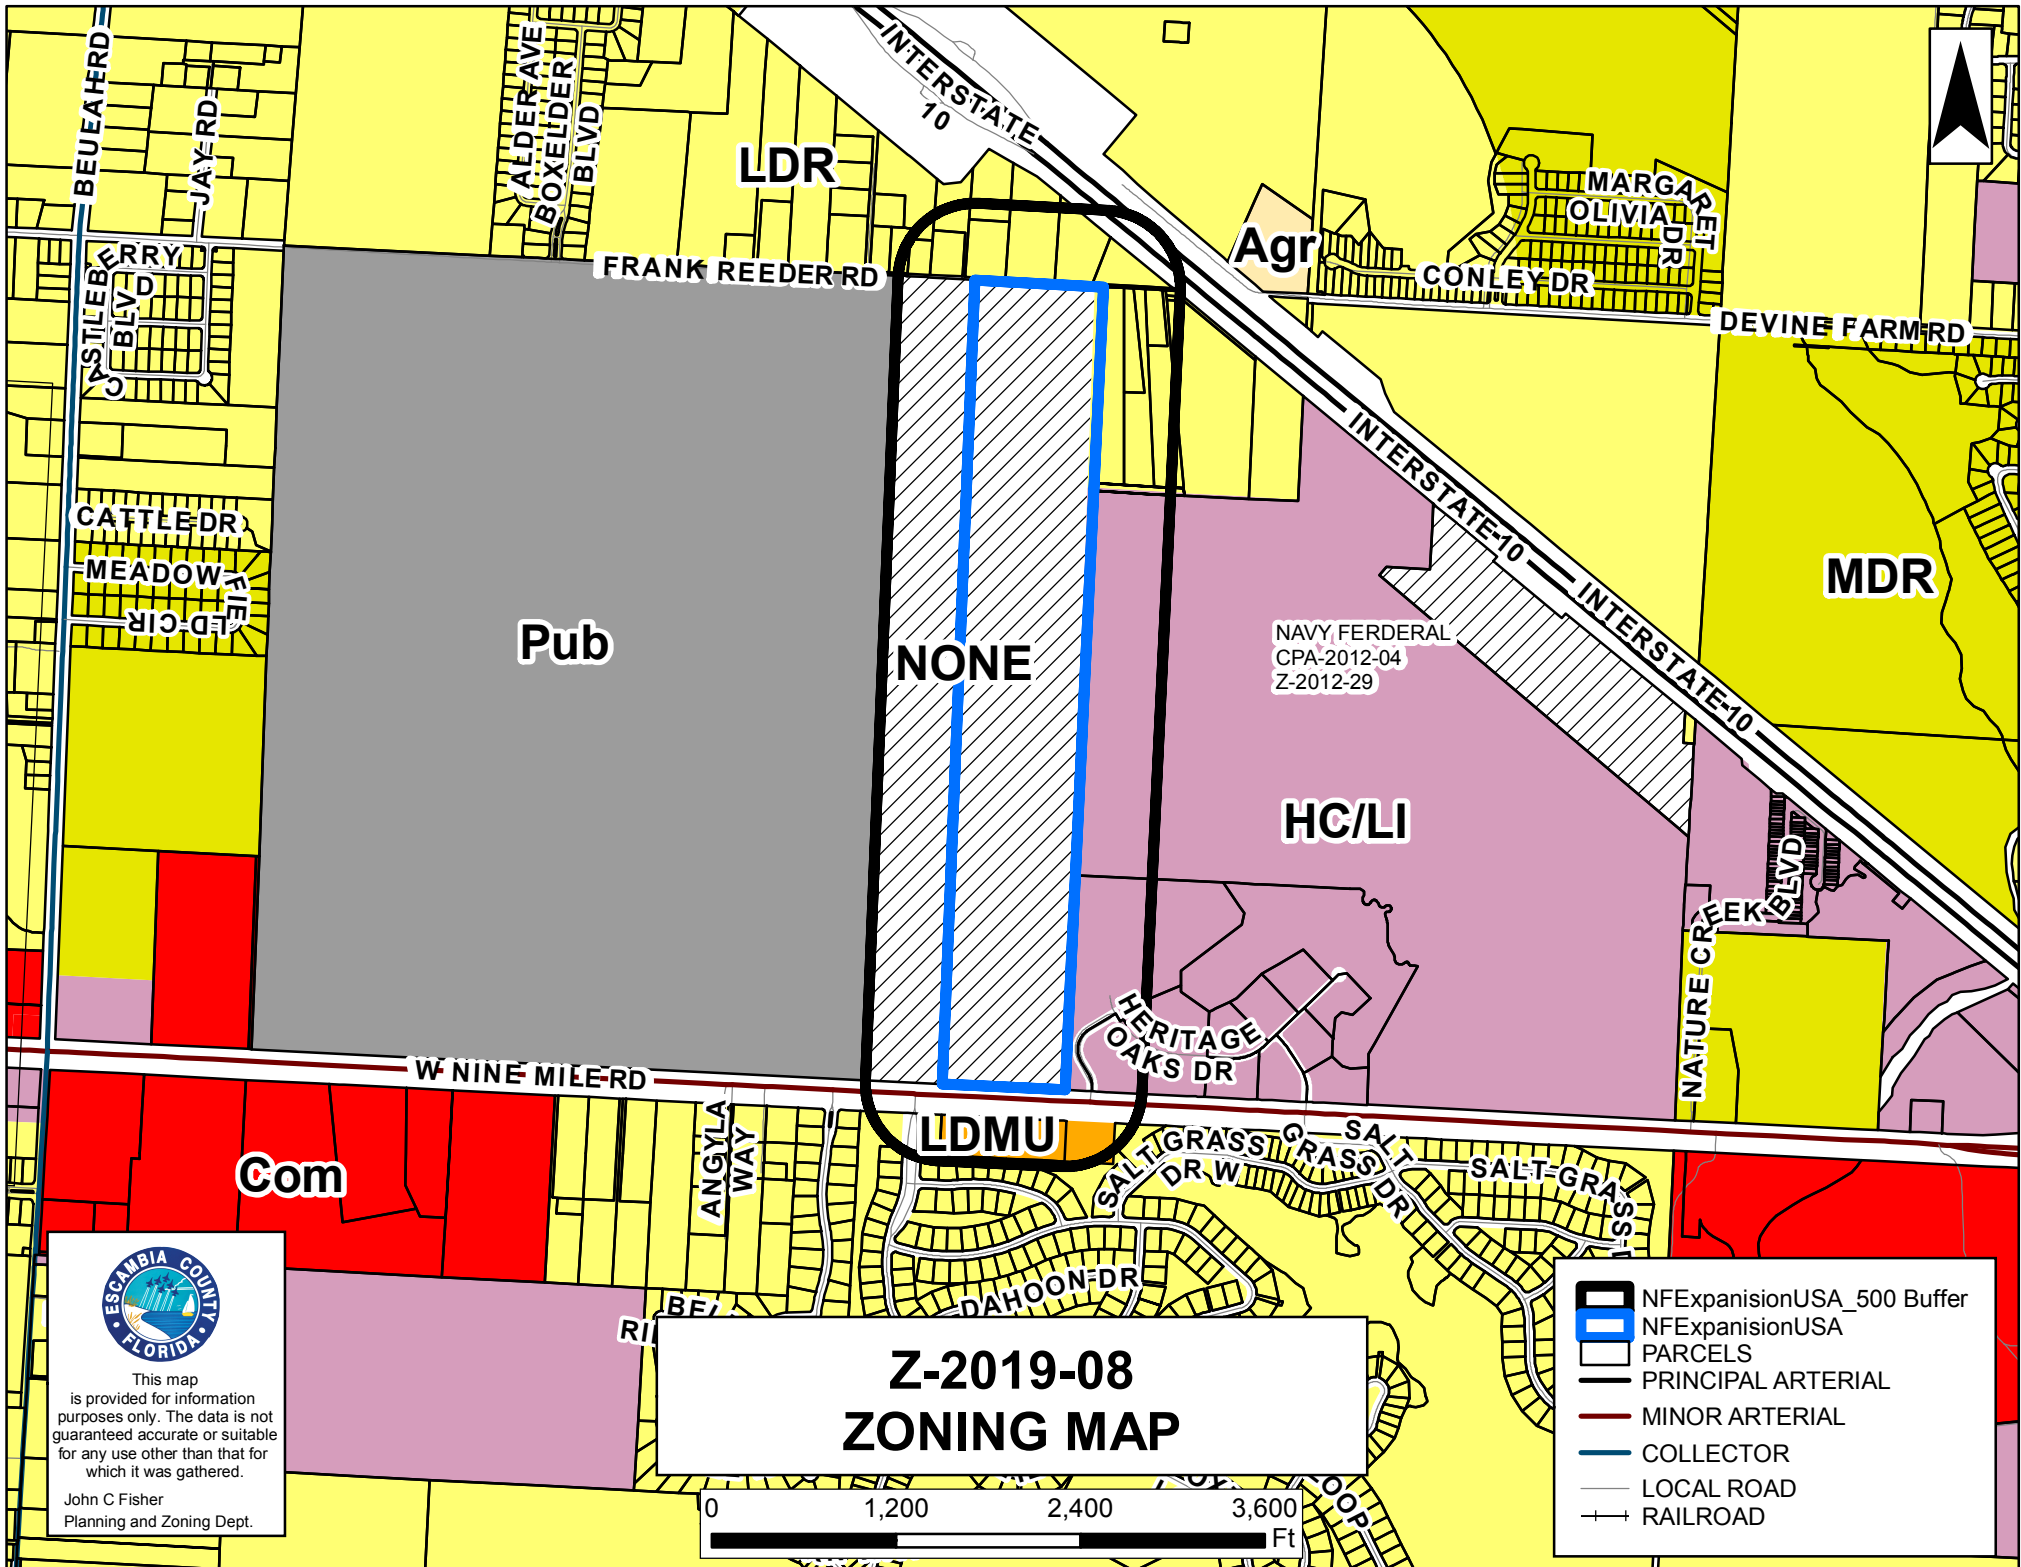 BEULAH RD
JAY RD
ALDER AVE
BOXELDER
BLVD
LDR
INTERSTATE
10
MARGARET
OLIVIA DR
Agr
CONLEY DR
DEVINE FARM RD
CASTLEBERRY
BLVD
FRANK REEDER RD
INTERSTATE 10
INTERSTATE 10
CATTLE DR
MEADOW FIELD CIR
Pub
NONE
MDR
NAVY FERDERAL
CPA-2012-04
Z-2012-29
HC/LI
NATURE CREEK
BLVD
HERITAGE
OAKS DR
W NINE MILE RD
ANGYLA
WAY
LDMU
SALT GRASS
DR W
SALT
GRASS DR
SALT GRASS
Com
DAHOON DR
LOOP
ESCAMBIA COUNTY
FLORIDA
This map
is provided for information
purposes only. The data is not
guaranteed accurate or suitable
for any use other than that for
which it was gathered.
John C Fisher
Planning and Zoning Dept.
Z-2019-08
ZONING MAP
0 1,200 2,400 3,600
Ft
NFExpanisionUSA_500 Buffer
NFExpanisionUSA
PARCELS
PRINCIPAL ARTERIAL
MINOR ARTERIAL
COLLECTOR
LOCAL ROAD
RAILROAD